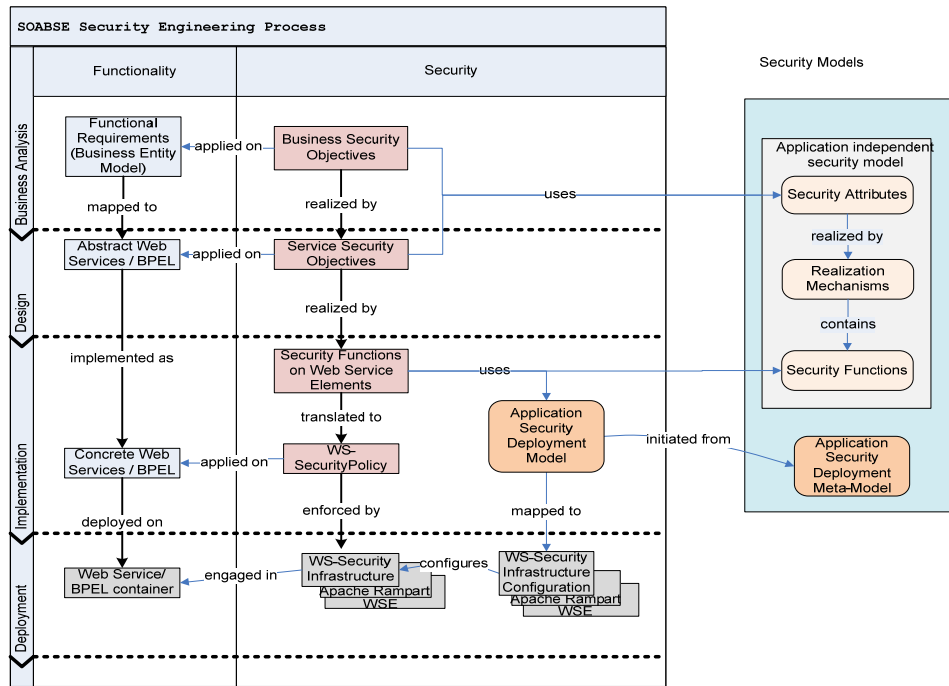 SOABSE Security Engineering Process
Functionality
Security
Security Models
Business Analysis
Functional
Requirements
(Business Entity
Model)
applied on
Business Security
Objectives
mapped to
realized by
uses
Application independent
security model
Security Attributes
realized by
Realization
Mechanisms
contains
Security Functions
Design
Abstract Web
Services / BPEL
applied on
Service Security
Objectives
realized by
Implementation
implemented as
Security Functions
on Web Service
Elements
uses
translated to
Application
Security
Deployment
Model
initiated from
Application
Security
Deployment
Meta-Model
Concrete Web
Services / BPEL
applied on
WS-
SecurityPolicy
deployed on
enforced by
mapped to
Deployment
Web Service/
BPEL container
engaged in
WS-Security
Infrastructure
Apache Rampart
WSE
configures
WS-Security
Infrastructure
Configuration
Apache Rampart
WSE